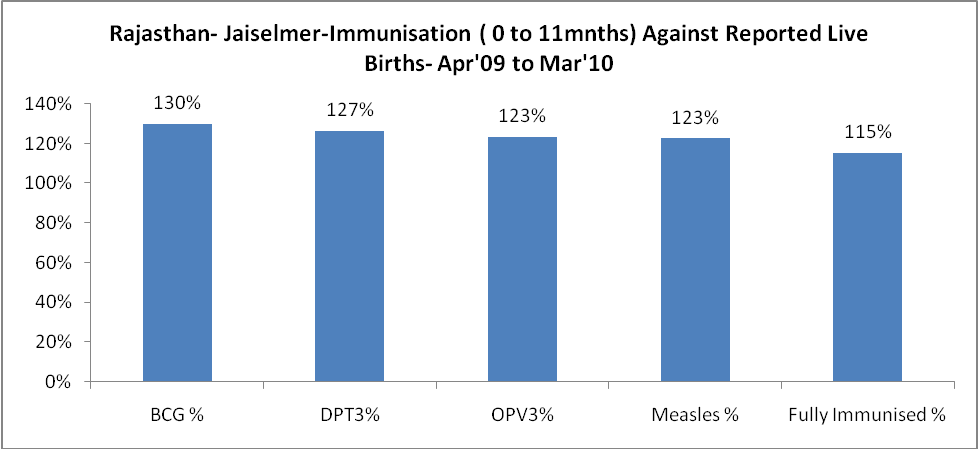 Rajasthan- Jaiselmer-Immunisation ( 0 to 11mnths) Against Reported Live
Births- Apr'09 to Mar'10
140%
120%
100%
80%
60%
40%
20%
0%
130%
127%
123%
123%
115%
BCG %
DPT3%
OPV3%
Measles %
Fully Immunised %